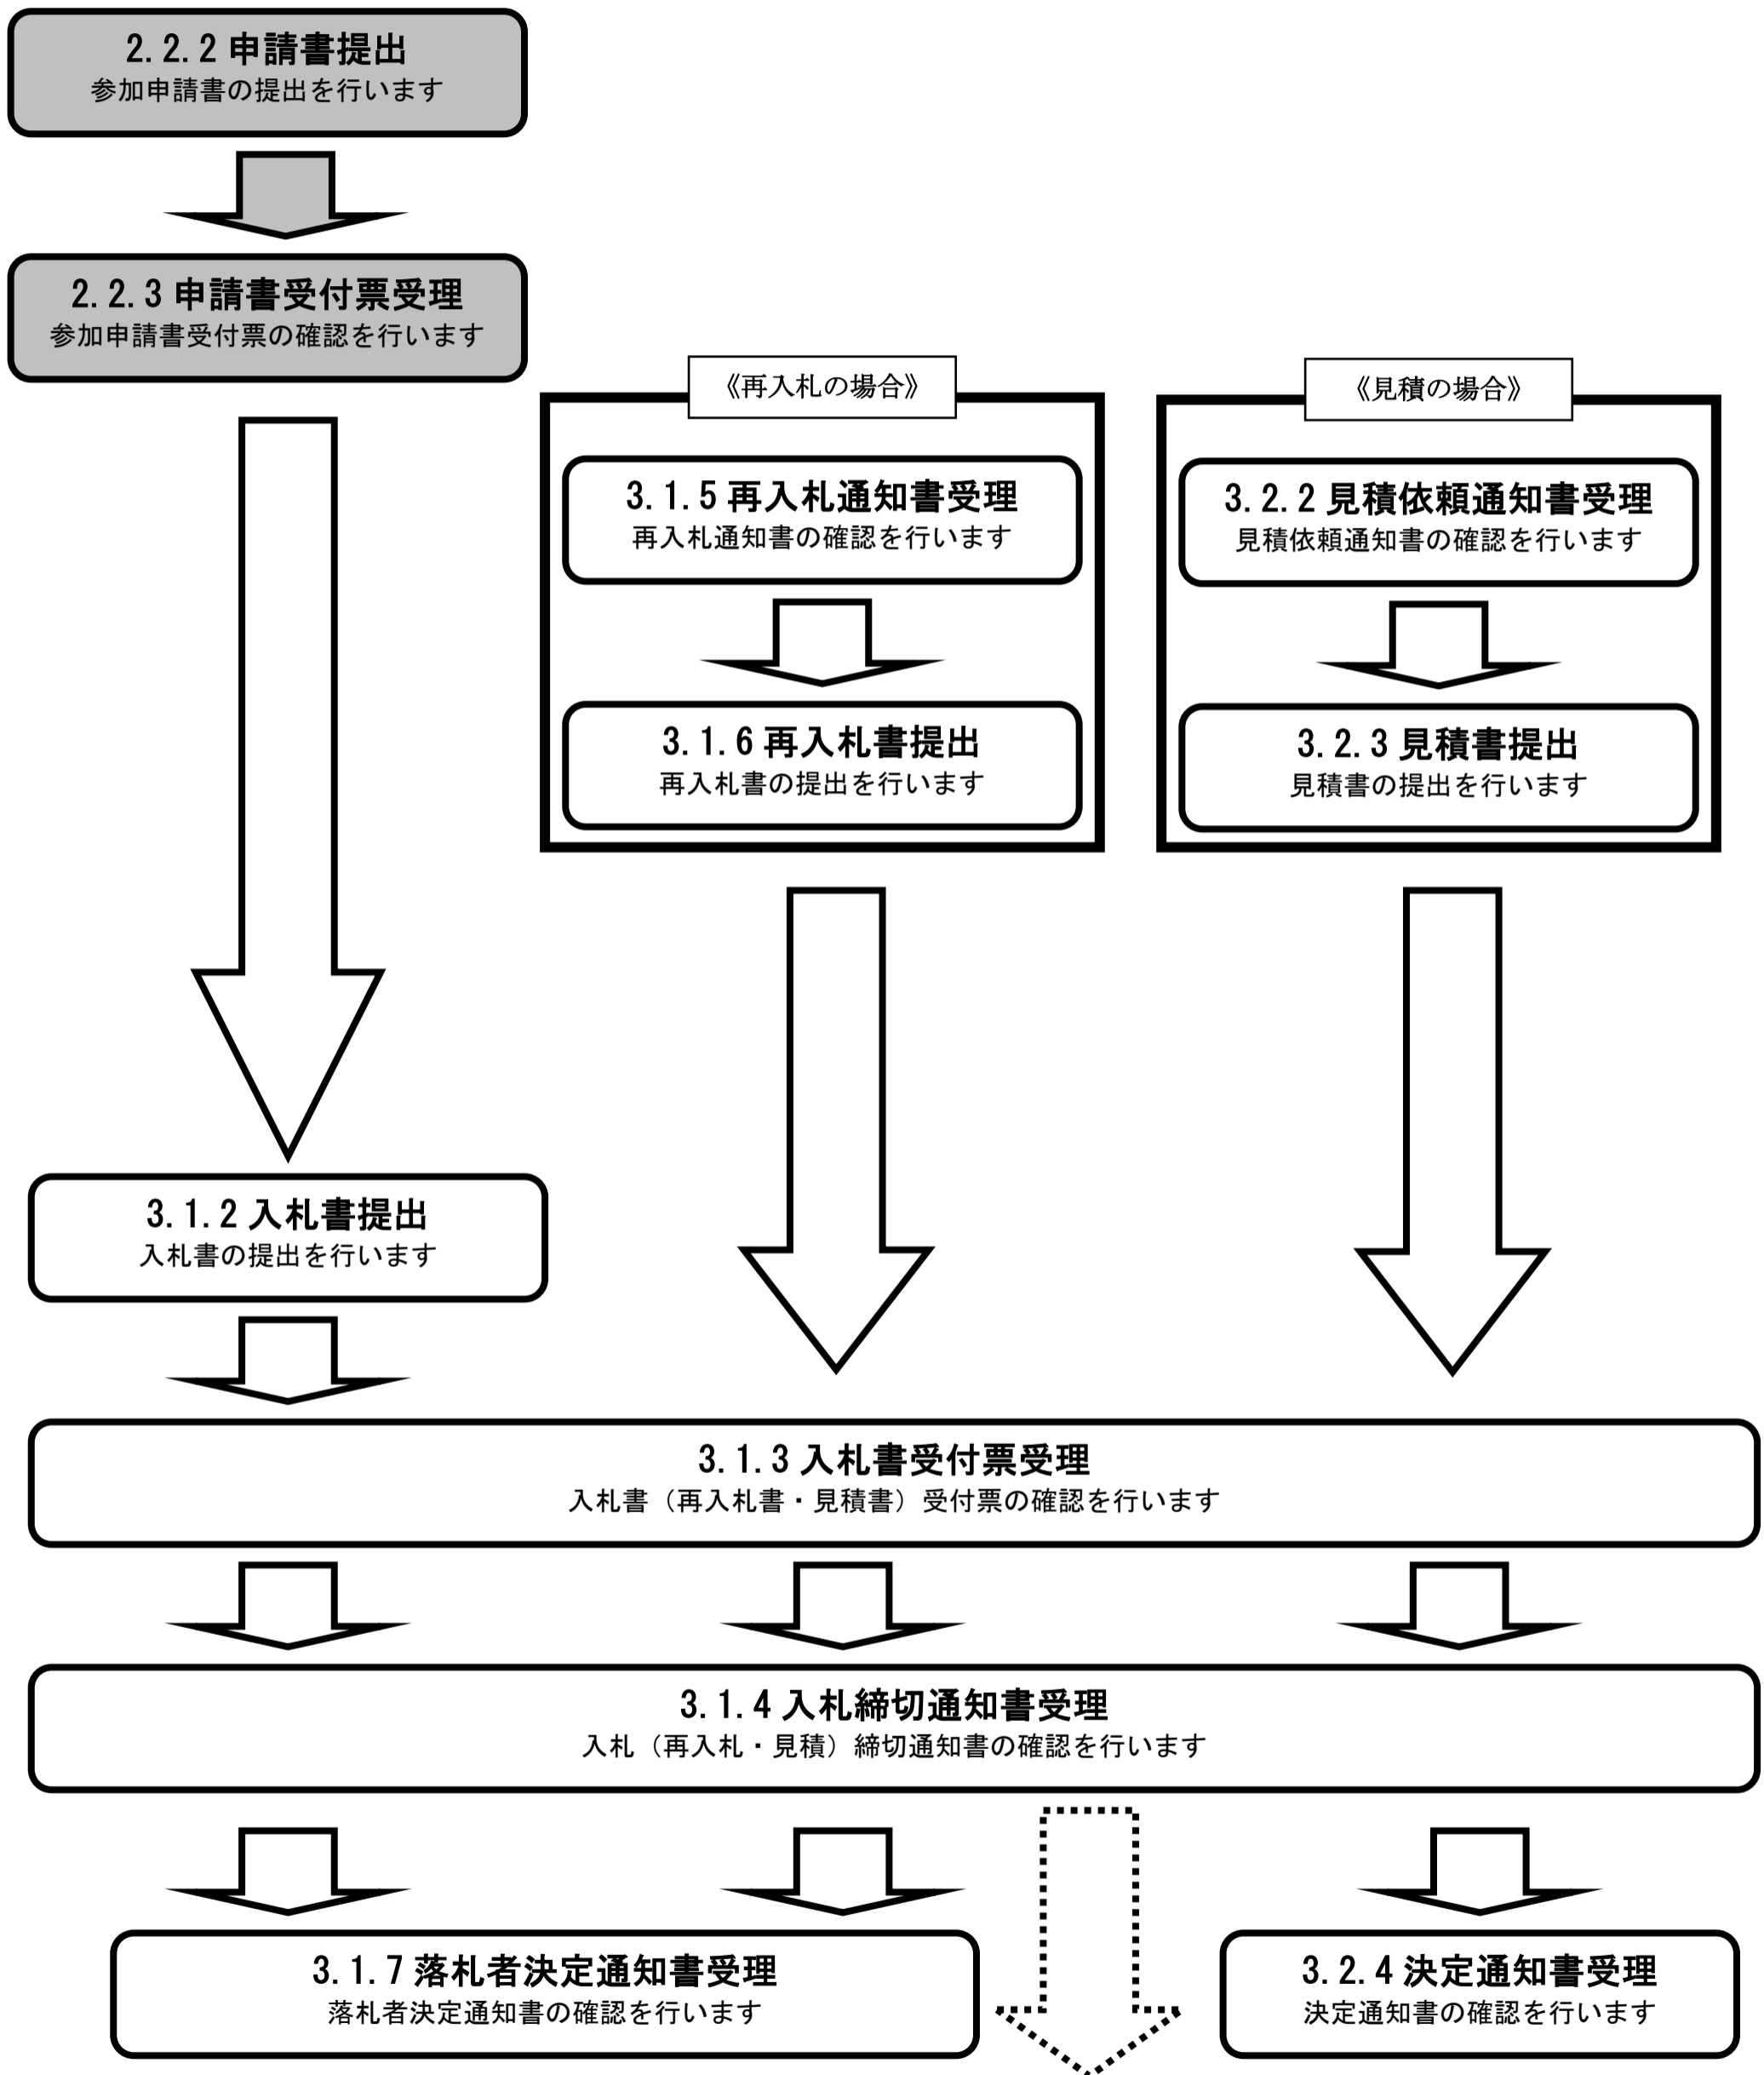 2.2.2 申請書提出
参加申請書の提出を行います
2.2.3 申請書受付票受理
参加申請書受付票の確認を行います
《再入札の場合》
3.1.5 再入札通知書受理
再入札通知書の確認を行います
3.1.6 再入札書提出
再入札書の提出を行います
《見積の場合》
3.2.2 見積依頼通知書受理
見積依頼通知書の確認を行います
3.2.3 見積書提出
見積書の提出を行います
3.1.2 入札書提出
入札書の提出を行います
3.1.3 入札書受付票受理
入札書（再入札書・見積書）受付票の確認を行います
3.1.4 入札締切通知書受理
入札（再入札・見積）締切通知書の確認を行います
3.1.7 落札者決定通知書受理
落札者決定通知書の確認を行います
3.2.4 決定通知書受理
決定通知書の確認を行います